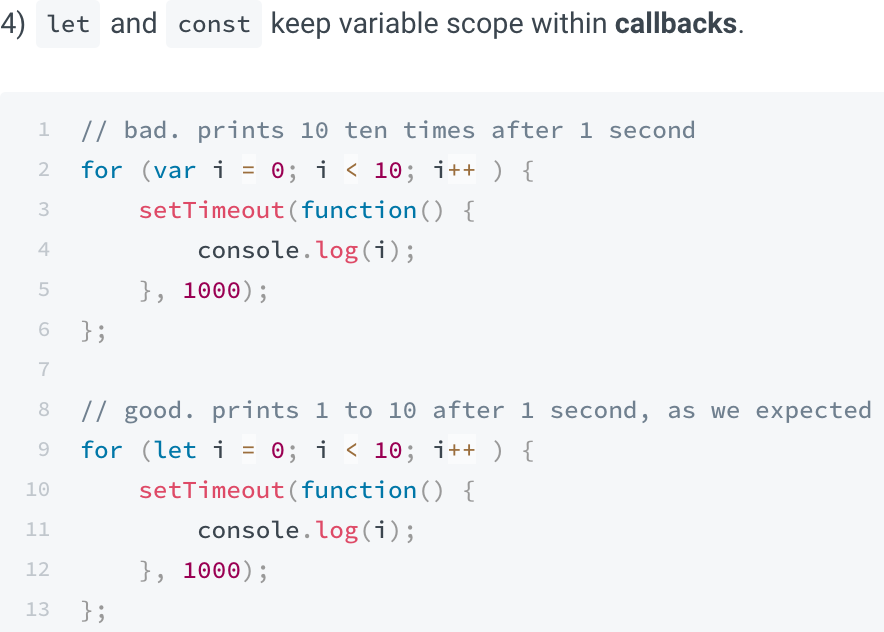 4) let and const keep variable scope within callbacks.
1 // bad. prints 10 ten times after 1 second
2 for (var i = 0; i < 10; i++ ) {
3     setTimeout(function() {
4         console.log(i);
5     }, 1000);
6 };
7
8 // good. prints 1 to 10 after 1 second, as we expected
9 for (let i = 0; i < 10; i++ ) {
10     setTimeout(function() {
11         console.log(i);
12     }, 1000);
13 };